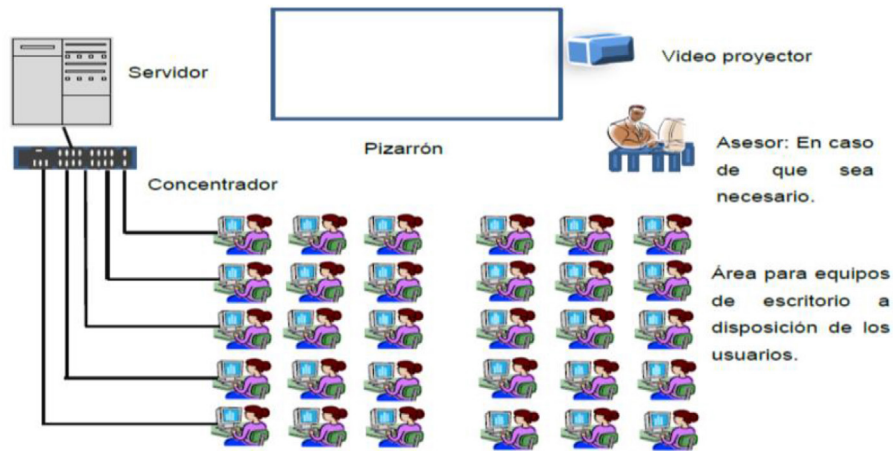 Servidor
Video proyector
Pizarrón
Asesor: En caso
de que sea
necesario.
Concentrador
Área para equipos
de escritorio a
disposición de los
usuarios.